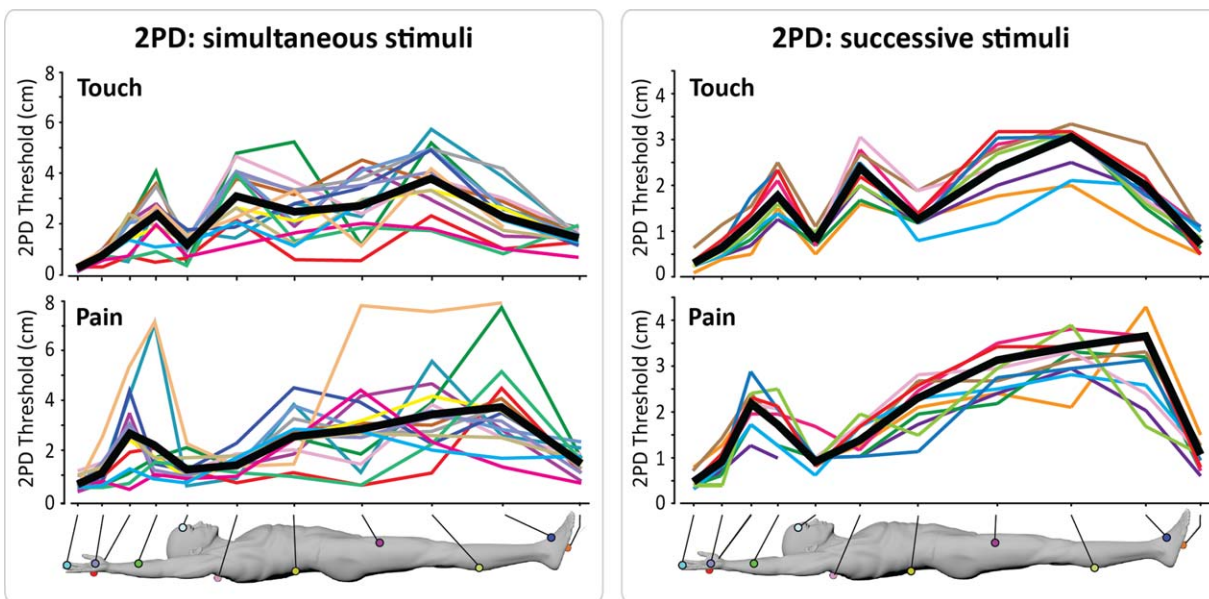 2PD: simultaneous stimuli
Touch
2PD Threshold (cm)
8
6
4
2
0
Pain
2PD Threshold (cm)
8
6
4
2
0
2PD: successive stimuli
Touch
2PD Threshold (cm)
4
3
2
1
0
Pain
2PD Threshold (cm)
4
3
2
1
0